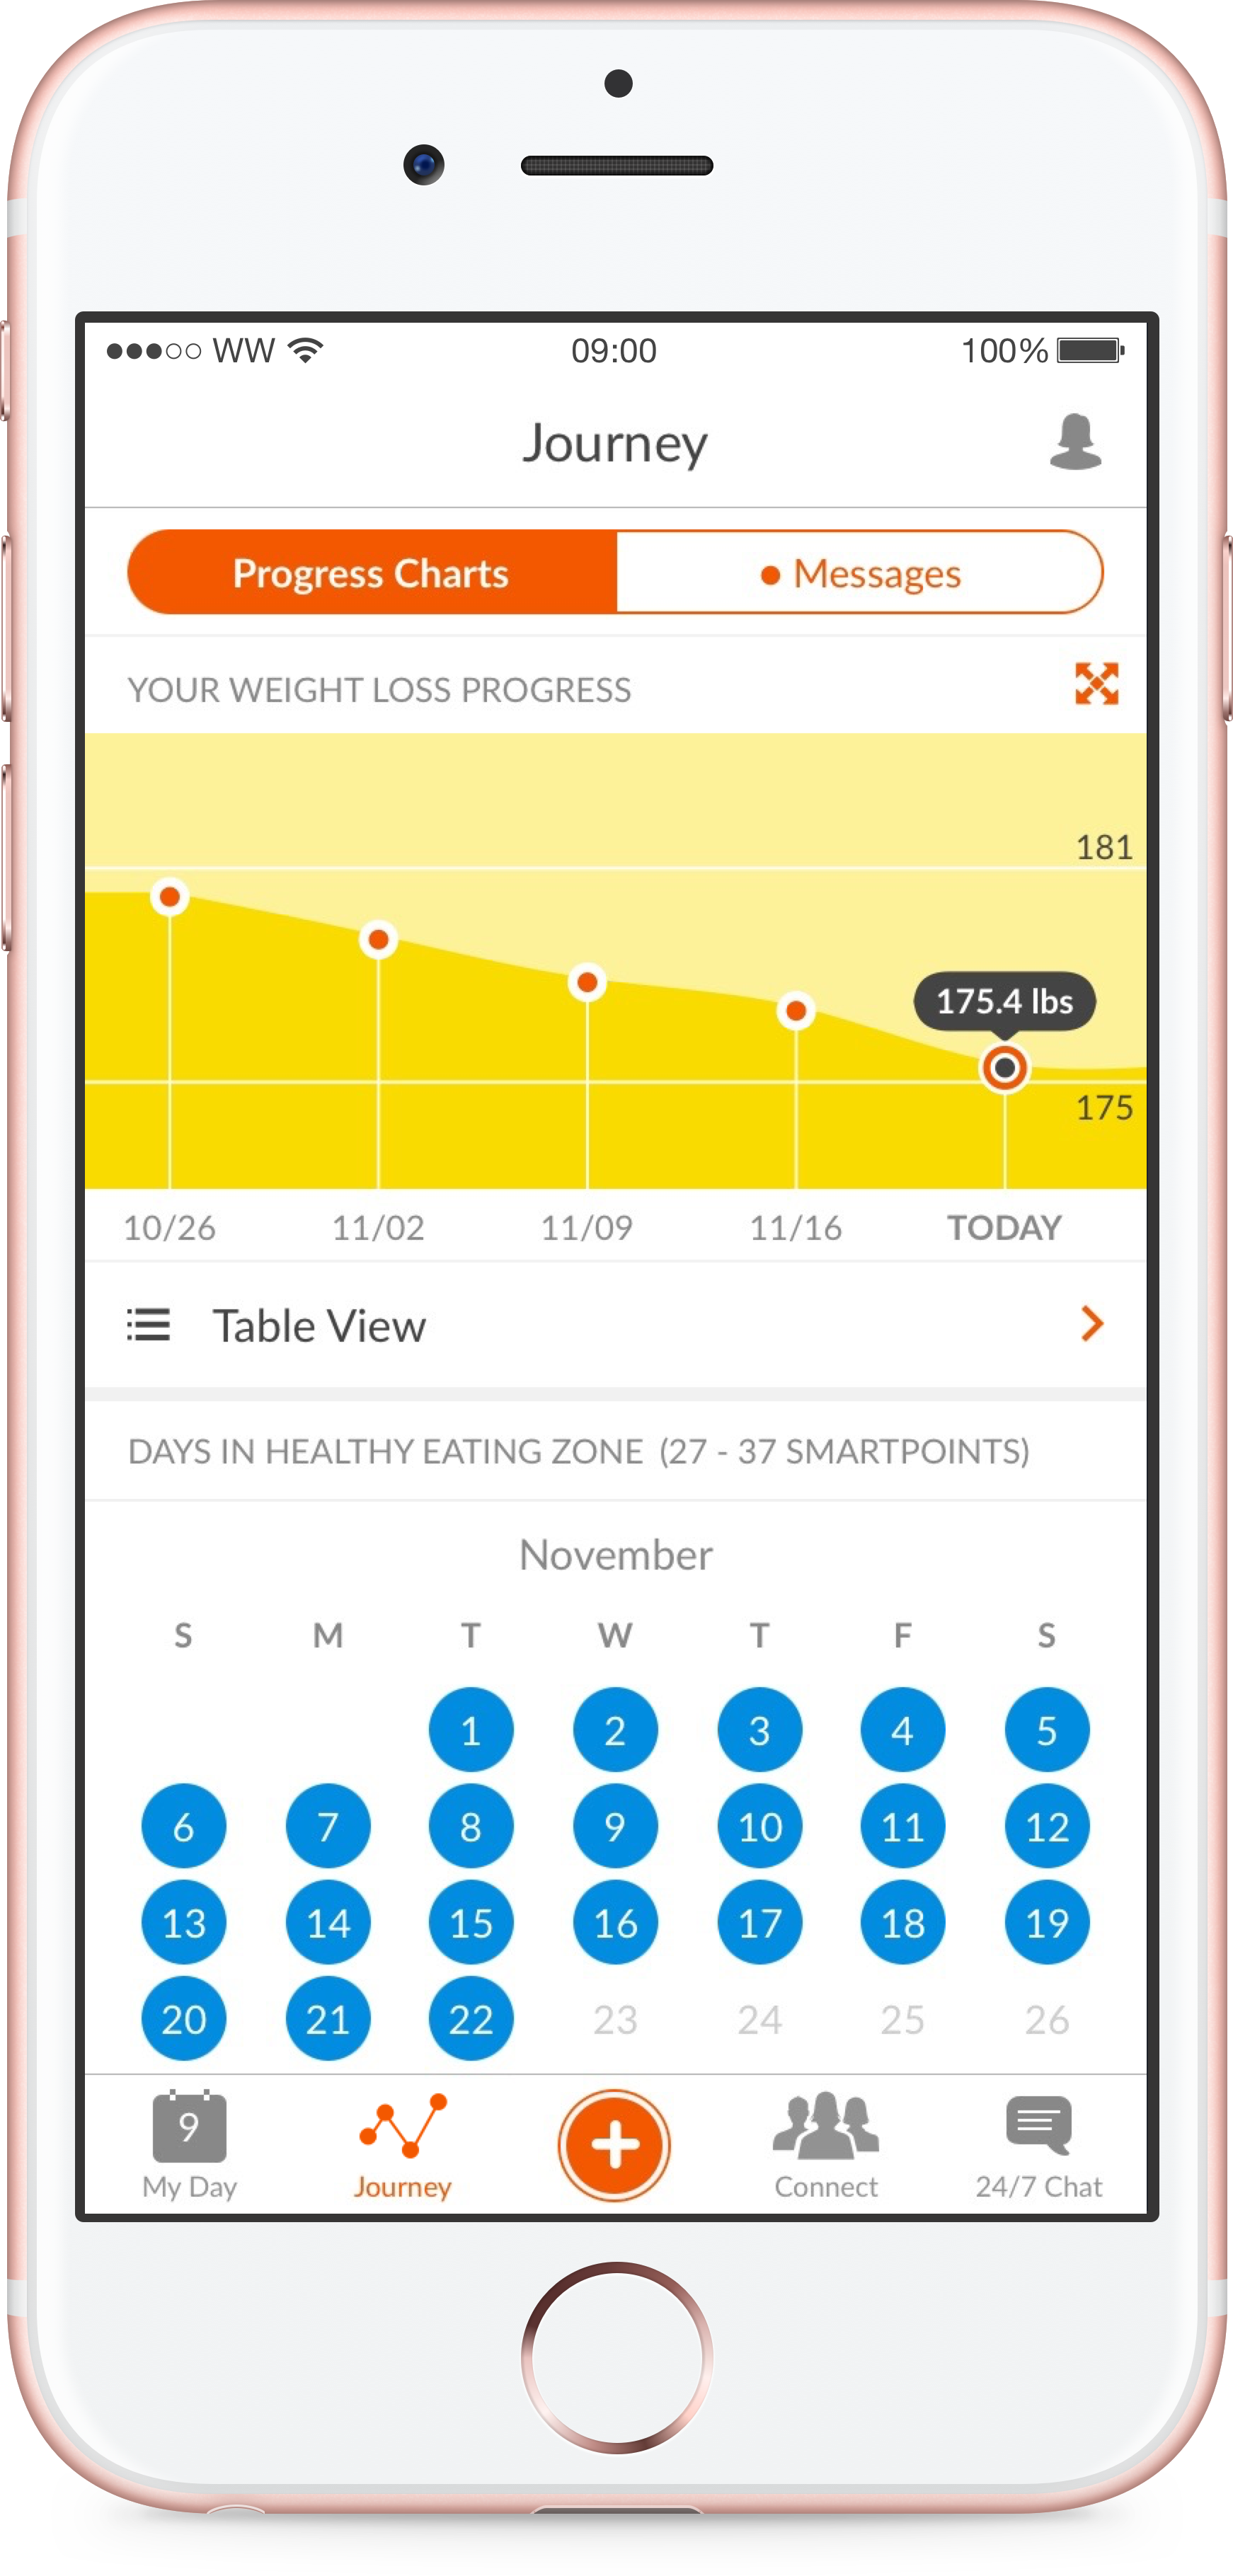 WW 09:00 100%
Journey
Progress Charts Messages
YOUR WEIGHT LOSS PROGRESS
181
175.4 lbs
175
10/26 11/02 11/09 11/16 TODAY
Table View
DAYS IN HEALTHY EATING ZONE (27 - 37 SMARTPOINTS)
November
S M T W T F S
1 2 3 4 5
6 7 8 9 10 11 12
13 14 15 16 17 18 19
20 21 22 23 24 25 26
9
My Day Journey Connect 24/7 Chat